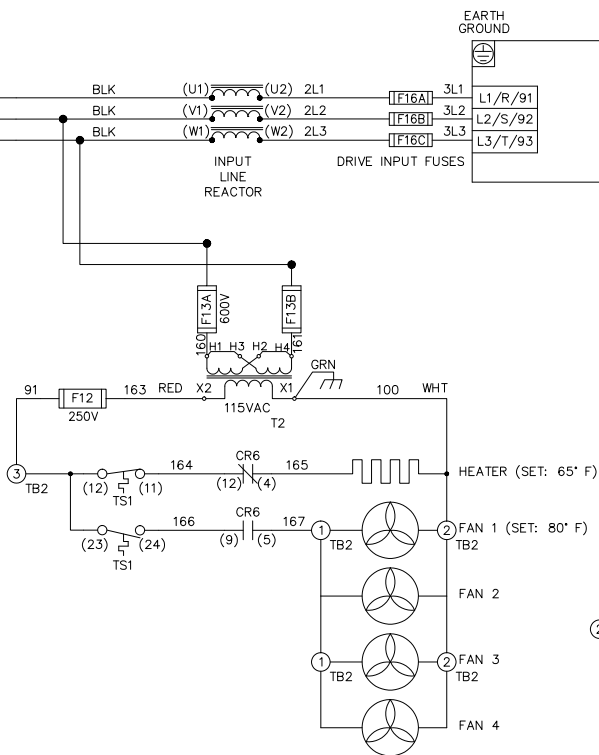 EARTH
GROUND
BLK (U1) (U2) 2L1 F16A 3L1 L1/R/91
BLK (V1) (V2) 2L2 F16B 3L2 L2/S/92
BLK (W1) (W2) 2L3 F16C 3L3 L3/T/93
INPUT
LINE
REACTOR
DRIVE INPUT FUSES
F13A
600V
F13B
160
161
H1 H3 H2 H4
GRN
91 F12 163 RED X2 X1 100 WHT
250V
115VAC
T2
3
TB2
164 CR6 165
(12) (11) (12) (4)
TS1
HEATER (SET: 65° F)
166 CR6 167
(23) (24) (9) (5)
TS1
1
TB2
2
TB2
FAN 1 (SET: 80° F)
FAN 2
1
TB2
2
TB2
FAN 3
FAN 4